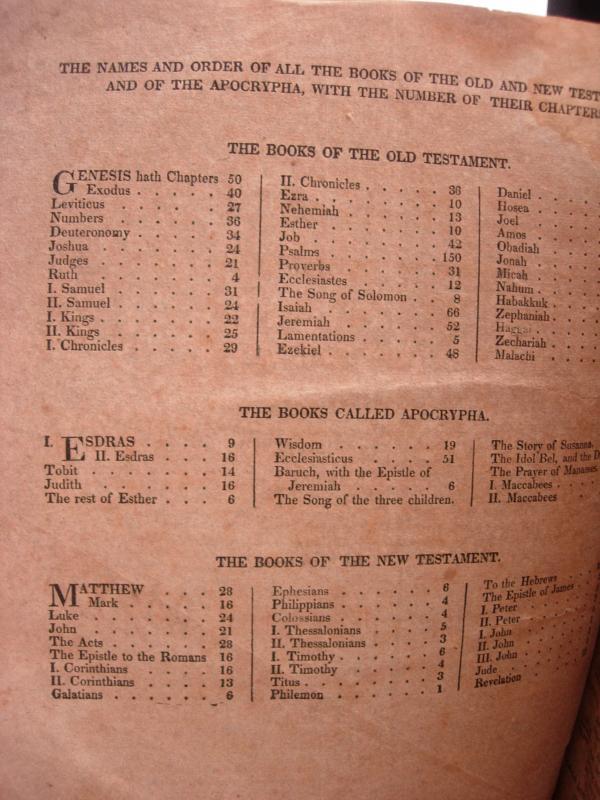 THE NAMES AND ORDER OF ALL THE BOOKS OF THE OLD AND NEW TEST
AND OF THE APOCRYPHA, WITH THE NUMBER OF THEIR CHAPTERS
THE BOOKS OF THE OLD TESTAMENT.
GENESIS hath Chapters 50
Exodus . . . . . 40
Leviticus . . . . . 27
Numbers . . . . . 36
Deuteronomy . . . . . 34
Joshua . . . . . 24
Judges . . . . . 21
Ruth . . . . . 4
I. Samuel . . . . . 31
II. Samuel . . . . . 24
I. Kings . . . . . 22
II. Kings . . . . . 25
I. Chronicles . . . . . 29
II. Chronicles . . . . . 36
Ezra . . . . . 10
Nehemiah . . . . . 13
Esther . . . . . 10
Job . . . . . 42
Psalms . . . . . 150
Proverbs . . . . . 31
Ecclesiastes . . . . . 12
The Song of Solomon . . 8
Isaiah . . . . . 66
Jeremiah . . . . . 52
Lamentations . . . . . 5
Ezekiel . . . . . 48
Daniel . . . .
Hosea . . . .
Joel . . . .
Amos . . . .
Obadiah . . . .
Jonah . . . .
Micah . . . .
Nahum . . . .
Habakkuk . . . .
Zephaniah . . . .
Haggai . . . .
Zechariah . . . .
Malachi . . . .
THE BOOKS CALLED APOCRYPHA.
I. ESDRAS . . . . 9
II. Esdras . . . . 16
Tobit . . . . . 14
Judith . . . . . 16
The rest of Esther . . . 6
Wisdom . . . . . 19
Ecclesiasticus . . . . . 51
Baruch, with the Epistle of
Jeremiah . . . . . 6
The Song of the three children.
The Story of Susanna.
The Idol Bel, and the D
The Prayer of Manasses.
I. Maccabees . . .
II. Maccabees . . .
THE BOOKS OF THE NEW TESTAMENT.
MATTHEW . . . . 28
Mark . . . . . 16
Luke . . . . . 24
John . . . . . 21
The Acts . . . . . 28
The Epistle to the Romans 16
I. Corinthians . . . . 16
II. Corinthians . . . . 13
Galatians . . . . . 6
Ephesians . . . . . 6
Philippians . . . . . 4
Colossians . . . . . 4
I. Thessalonians . . . . 5
II. Thessalonians . . . . 3
I. Timothy . . . . . 6
II. Timothy . . . . . 4
Titus . . . . . 3
Philemon . . . . . 1
To the Hebrews
The Epistle of James
I. Peter . . . .
II. Peter . . . .
I. John . . . .
II. John . . . .
III. John . . . .
Jude . . . .
Revelation . . . .